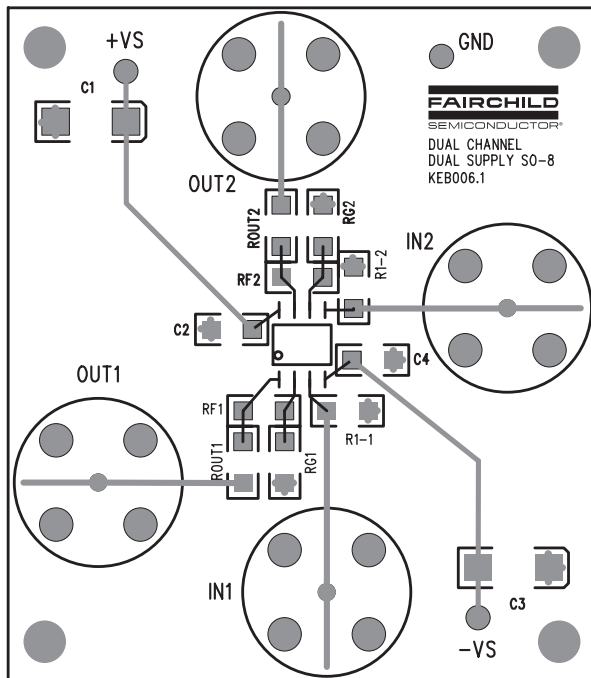 +VS
GND
C1
FAIRCHILD
SEMICONDUCTOR®
DUAL CHANNEL
DUAL SUPPLY SO-8
KEB006.1
OUT2
ROUT2
RG2
IN2
R1-2
RF2
C2
C4
OUT1
RF1
ROUT1
RG1
R1-1
IN1
C3
-VS